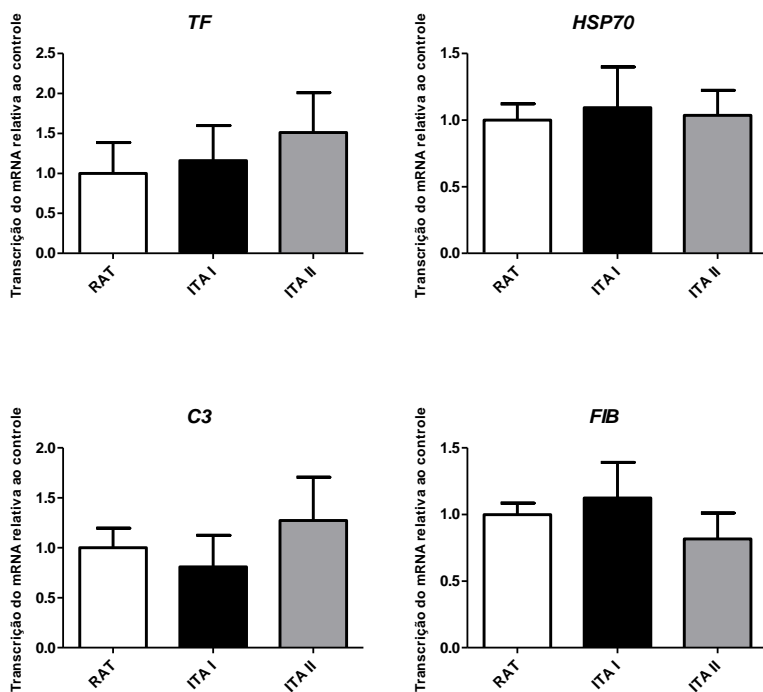 TF
Transcrição do mRNA relativa ao controle
2.5
2.0
1.5
1.0
0.5
0.0
RAT
ITA I
ITA II
HSP70
Transcrição do mRNA relativa ao controle
1.5
1.0
0.5
0.0
RAT
ITA I
ITA II
C3
Transcrição do mRNA relativa ao controle
2.0
1.5
1.0
0.5
0.0
RAT
ITA I
ITA II
FIB
Transcrição do mRNA relativa ao controle
1.5
1.0
0.5
0.0
RAT
ITA I
ITA II